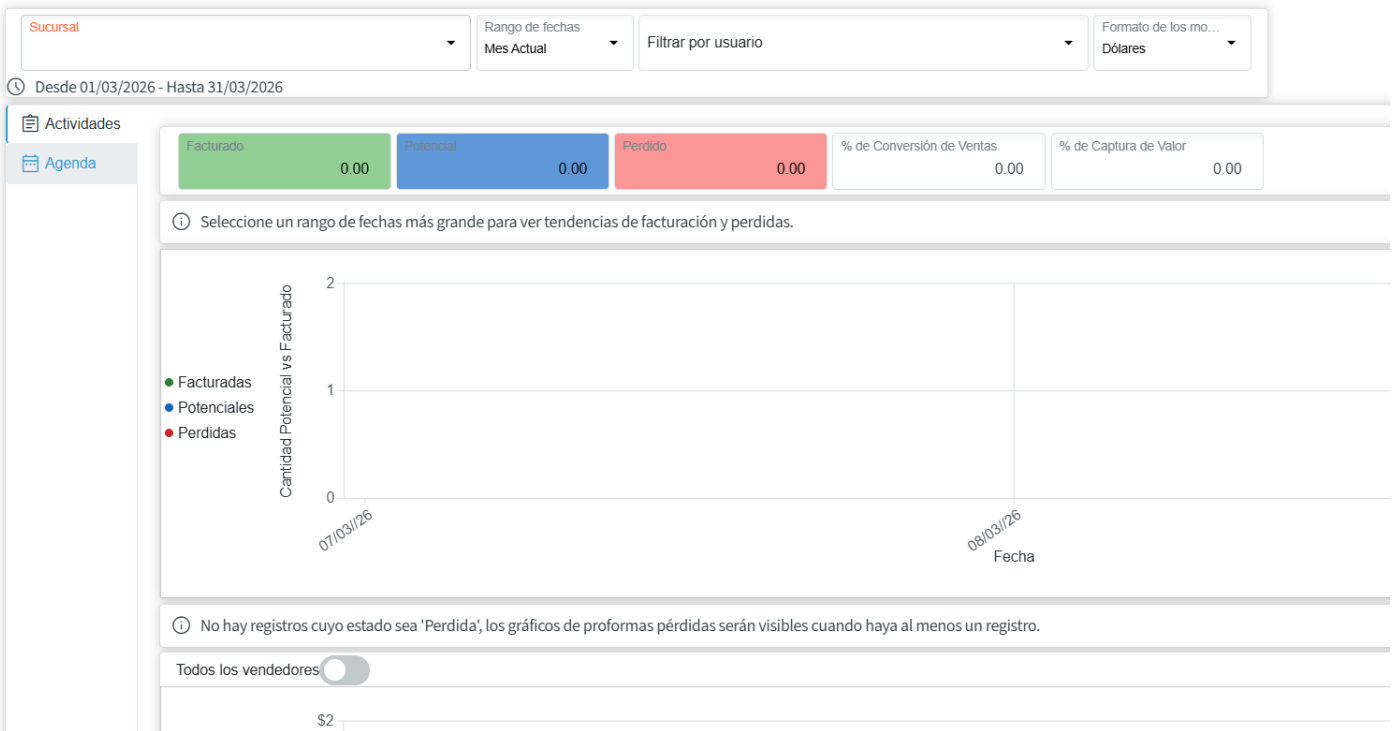 Sucursal
Rango de fechas
Mes Actual
Filtrar por usuario
Formato de los mo...
Dólares
Desde 01/03/2026 - Hasta 31/03/2026
Actividades
Agenda
Facturado
0.00
Potencial
0.00
Perdido
0.00
% de Conversión de Ventas
0.00
% de Captura de Valor
0.00
Seleccione un rango de fechas más grande para ver tendencias de facturación y perdidas.
Facturadas
Potenciales
Perdidas
Cantidad Potencial vs Facturado
2
1
0
07/03//26
08/03//26
Fecha
No hay registros cuyo estado sea 'Perdida', los gráficos de proformas pérdidas serán visibles cuando haya al menos un registro.
Todos los vendedores
$2